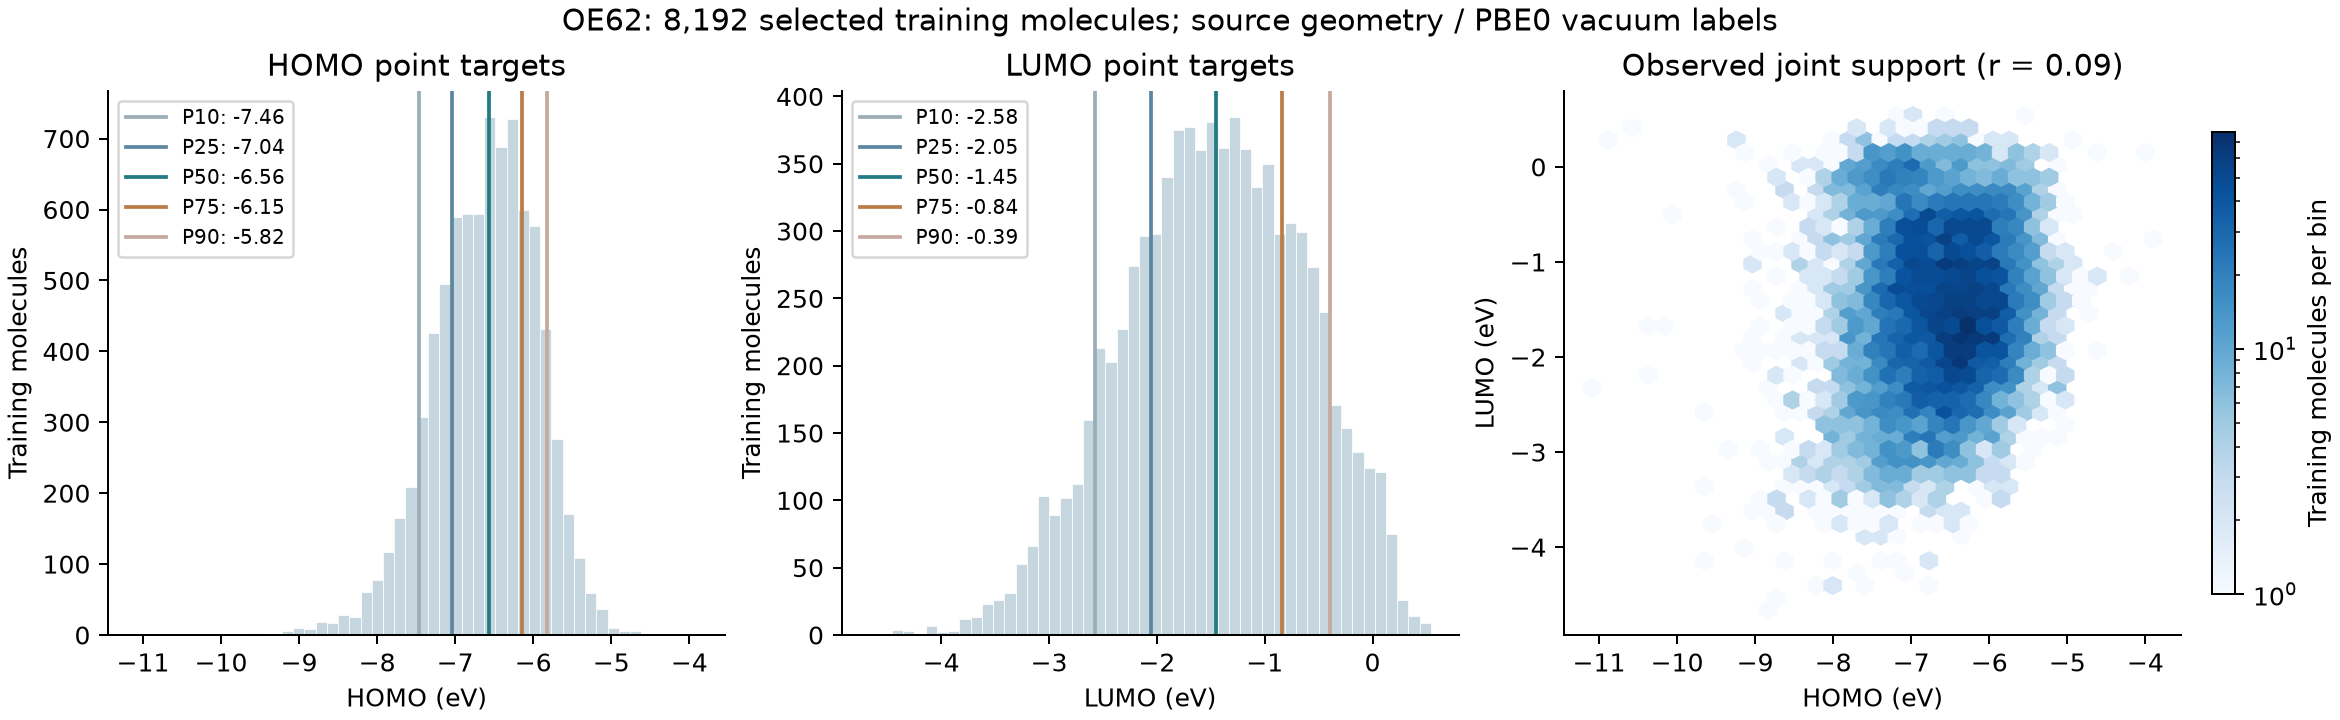 OE62: 8,192 selected training molecules; source geometry / PBE0 vacuum labels
HOMO point targets
Training molecules
700
600
500
400
300
200
100
0
P10: -7.46
P25: -7.04
P50: -6.56
P75: -6.15
P90: -5.82
−11 −10 −9 −8 −7 −6 −5 −4
HOMO (eV)
LUMO point targets
Training molecules
400
350
300
250
200
150
100
50
0
P10: -2.58
P25: -2.05
P50: -1.45
P75: -0.84
P90: -0.39
−4 −3 −2 −1 0
LUMO (eV)
Observed joint support (r = 0.09)
LUMO (eV)
0
−1
−2
−3
−4
−11 −10 −9 −8 −7 −6 −5 −4
HOMO (eV)
10¹
10⁰
Training molecules per bin